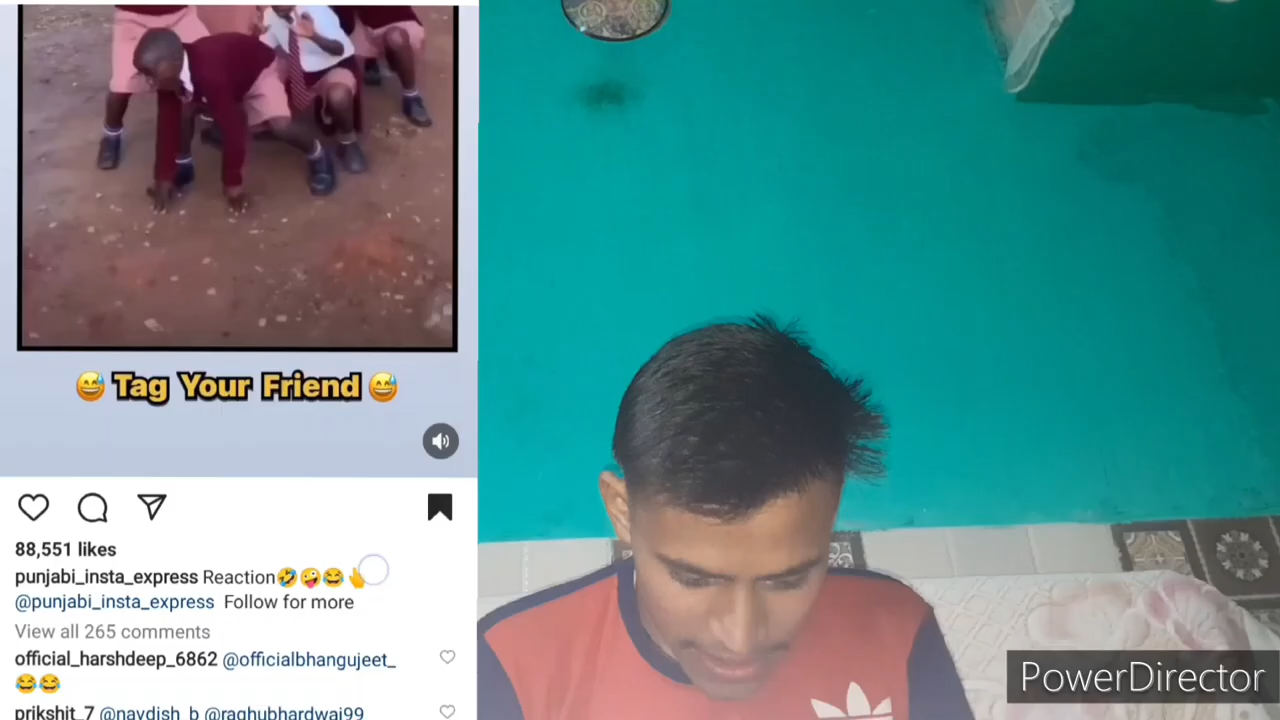 😅 Tag Your Friend 😅
88,551 likes
punjabi_insta_express Reaction🤣🤪😂👆
@punjabi_insta_express Follow for more
View all 265 comments
official_harshdeep_6862 @officialbhangujeet_
😂😂
prikshit_7 @navdish_b @raghubhardwaj99
PowerDirector